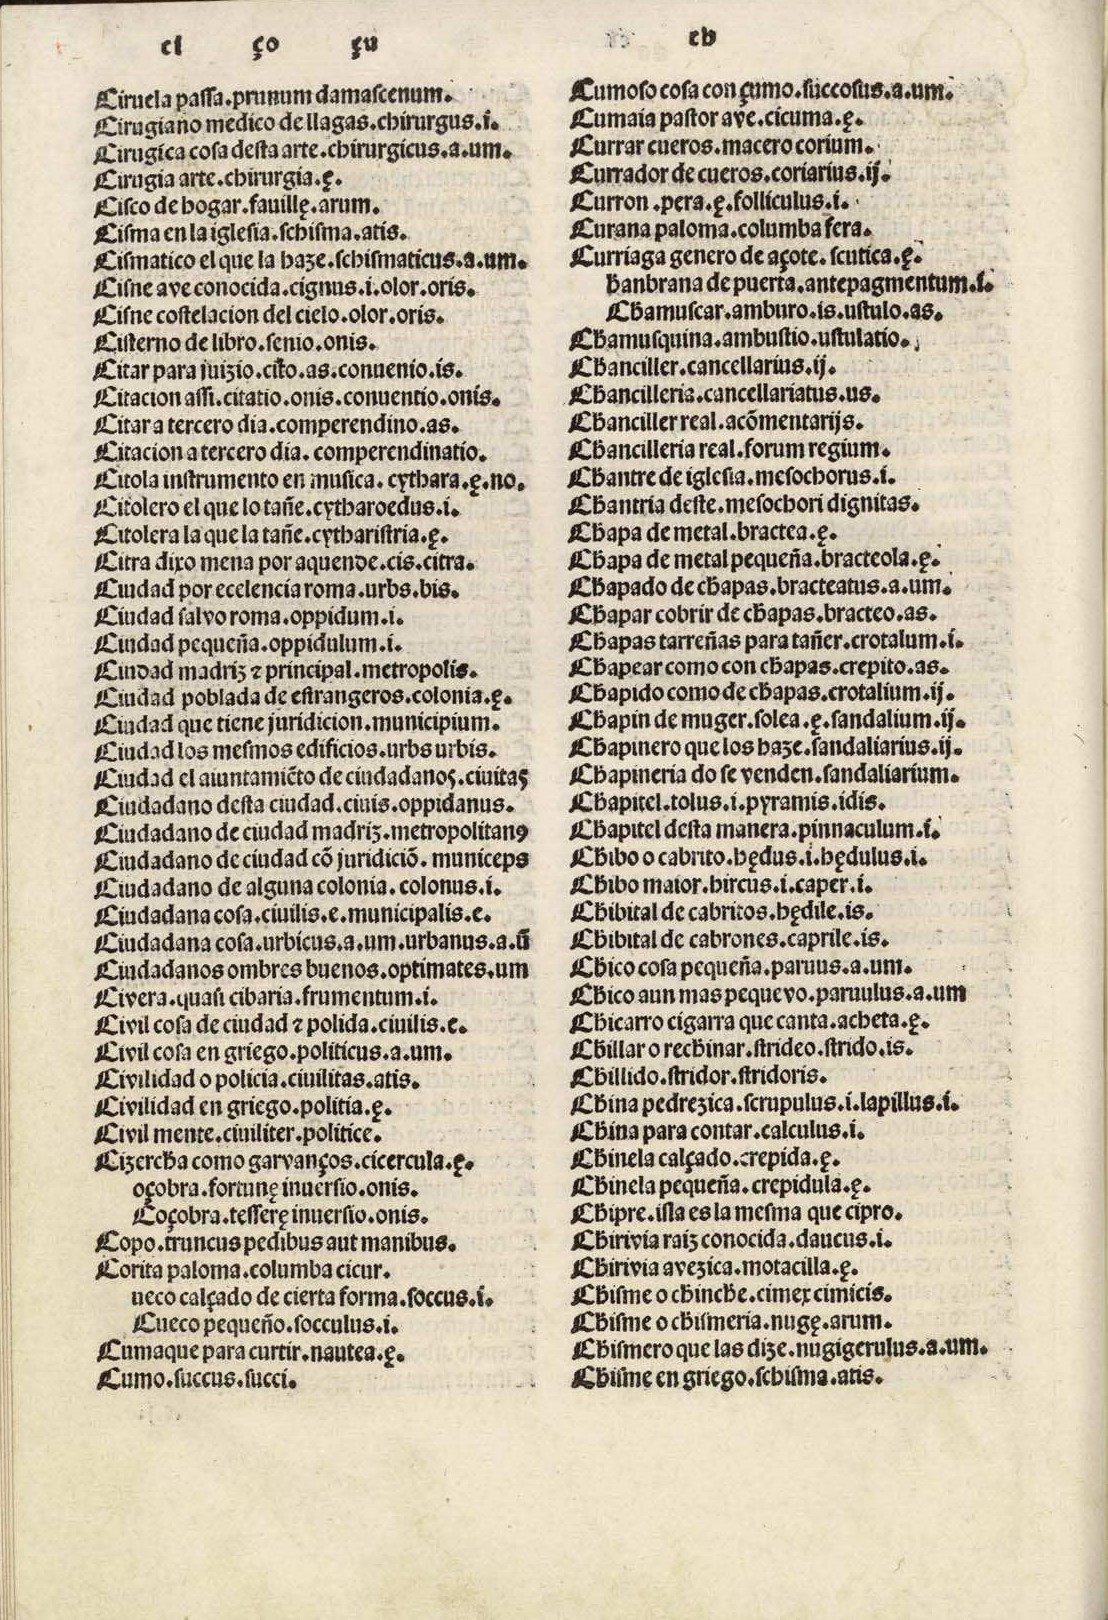 ci ço çu
Ciruela passa.prunum damascenum.
Cirugiano medico de llagas.chirurgus.i.
Cirugica cosa desta arte.chirurgicus.a.um.
Cirugia arte.chirurgia.ę.
Cisco de hogar.fauillę.arum.
Cisma en la iglesia.schisma.atis.
Cismatico el que la haze.schismaticus.a.um.
Cisne ave conocida.cignus.i.olor.oris.
Cisne costelacion del cielo.olor.oris.
Cisterno de libro.senio.onis.
Citar para juizio.cito.as.conuenio.is.
Citacion assi.citatio.onis.conuentio.onis.
Citar a tercero dia.comperendino.as.
Citacion a tercero dia.comperendinatio.
Citola instrumento en musica.cythara.ę.no.
Citolero el que lo tañe.cytharoedus.i.
Citolera la que la tañe.cytharistria.ę.
Citra dixo mena por aquende.cis.citra.
Ciudad por ecelencia roma.urbs.bis.
Ciudad salvo roma.oppidum.i.
Ciudad pequeña.oppidulum.i.
Ciudad madriz ⁊ principal.metropolis.
Ciudad poblada de estrangeros.colonia.ę.
Ciudad que tiene juridicion.municipium.
Ciudad los mesmos edificios.urbs urbis.
Ciudad el aiuntamiẽto de ciudadanos.ciuitas
Ciudadano desta ciudad.ciuis.oppidanus.
Ciudadano de ciudad madriz.metropolitanꝯ
Ciudadano de ciudad cõ juridiciõ.municeps
Ciudadano de alguna colonia.colonus.i.
Ciudadana cosa.ciuilis.e.municipalis.e.
Ciudadana cosa.urbicus.a.um.urbanus.a.ũ
Ciudadanos ombres buenos.optimates.um
Civera.quasi cibaria.frumentum.i.
Civil cosa de ciudad ⁊ polida.ciuilis.e.
Civil cosa en griego.politicus.a.um.
Civilidad o policia.ciuilitas.atis.
Civilidad en griego.politia.ę.
Civil mente.ciuiliter.politice.
Cizercha como garvanços.cicercula.ę.
oçobra.fortunę inuersio.onis.
Coçobra.tesserę inuersio.onis.
Copo.truncus pedibus aut manibus.
Corita paloma.columba cicur.
ueco calçado de cierta forma.soccus.i.
Cueco pequeño.socculus.i.
Cumaque para curtir.nautea.ę.
Cumo.succus.succi.
ch
Cumoso cosa con çumo.succosus.a.um.
Cumaia pastor ave.cicuma.ę.
Currar cueros.macero corium.
Currador de cueros.coriarius.ij.
Curron.pera.ę.folliculus.i.
Curana paloma.columba fera.
Curriaga genero de açote.scutica.ę.
hanbrana de puerta.antepagmentum.i.
Chamuscar.amburo.is.ustulo.as.
Chamusquina.ambustio.ustulatio.
Chanciller.cancellarius.ij.
Chancilleria.cancellariatus.us.
Chanciller real.acõmentarijs.
Chancilleria real.forum regium.
Chantre de iglesia.mesochorus.i.
Chantria deste.mesochori dignitas.
Chapa de metal.bractea.ę.
Chapa de metal pequeña.bracteola.ę.
Chapado de chapas.bracteatus.a.um.
Chapar cobrir de chapas.bracteo.as.
Chapas tarreñas para tañer.crotalum.i.
Chapear como con chapas.crepito.as.
Chapido como de chapas.crotalium.ij.
Chapin de muger.solea.ę.sandalium.ij.
Chapinero que los haze.sandaliarius.ij.
Chapineria do se venden.sandaliarium.
Chapitel.tolus.i.pyramis.idis.
Chapitel desta manera.pinnaculum.i.
Chibo o cabrito.hędus.i.hędulus.i.
Chibo maior.hircus.i.caper.i.
Chibital de cabritos.hędile.is.
Chibital de cabrones.caprile.is.
Chico cosa pequeña.paruus.a.um.
Chico aun mas pequevo.paruulus.a.um
Chicarro cigarra que canta.acheta.ę.
Chillar o rechinar.strideo.strido.is.
Chillido.stridor.stridoris.
China pedrezica.scrupulus.i.lapillus.i.
China para contar.calculus.i.
Chinela calçado.crepida.ę.
Chinela pequeña.crepidula.ę.
Chipre.isla es la mesma que cipro.
Chirivia raiz conocida.daucus.i.
Chirivia avezica.motacilla.ę.
Chisme o chinche.cimex cimicis.
Chisme o chismeria.nugę.arum.
Chismero que las dize.nugigerulus.a.um.
Chisme en griego.schisma.atis.